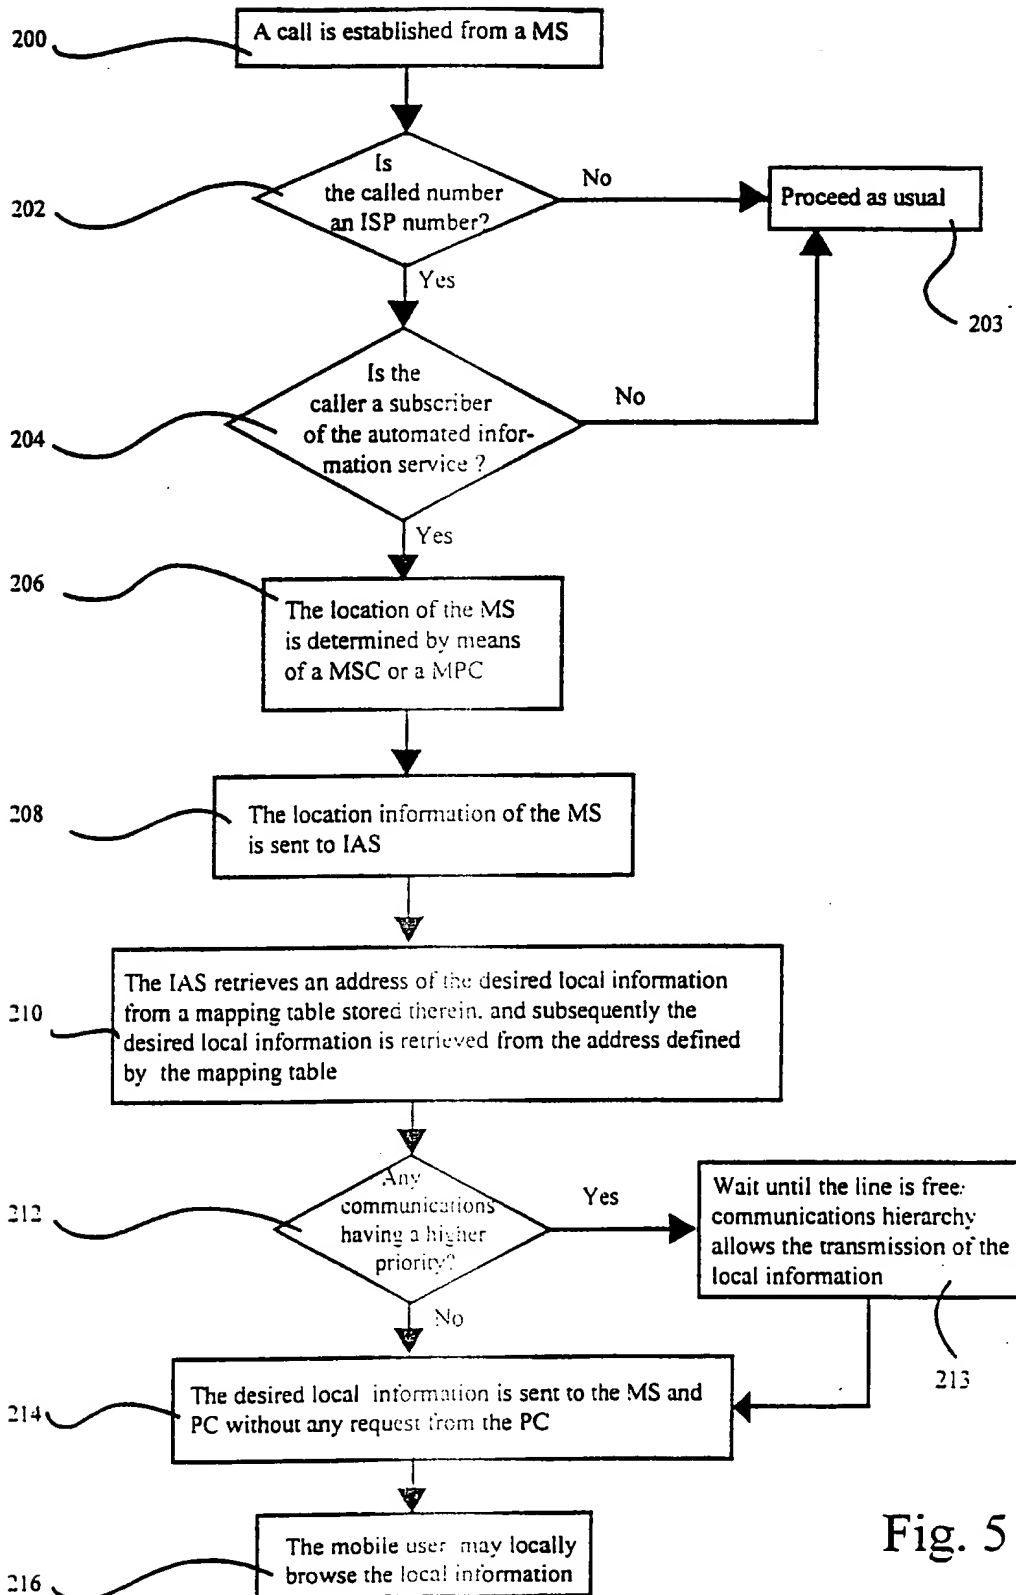 200
A call is established from a MS
202
Is
the called number
an ISP number?
No
Proceed as usual
203
Yes
204
Is the
caller a subscriber
of the automated infor-
mation service ?
No
Yes
206
The location of the MS
is determined by means
of a MSC or a MPC
208
The location information of the MS
is sent to IAS
210
The IAS retrieves an address of the desired local information
from a mapping table stored therein. and subsequently the
desired local information is retrieved from the address defined
by the mapping table
212
Any
communications
having a higher
priority?
Yes
Wait until the line is free:
communications hierarchy
allows the transmission of the
local information
213
No
214
The desired local information is sent to the MS and
PC without any request from the PC
216
The mobile user may locally
browse the local information
Fig. 5